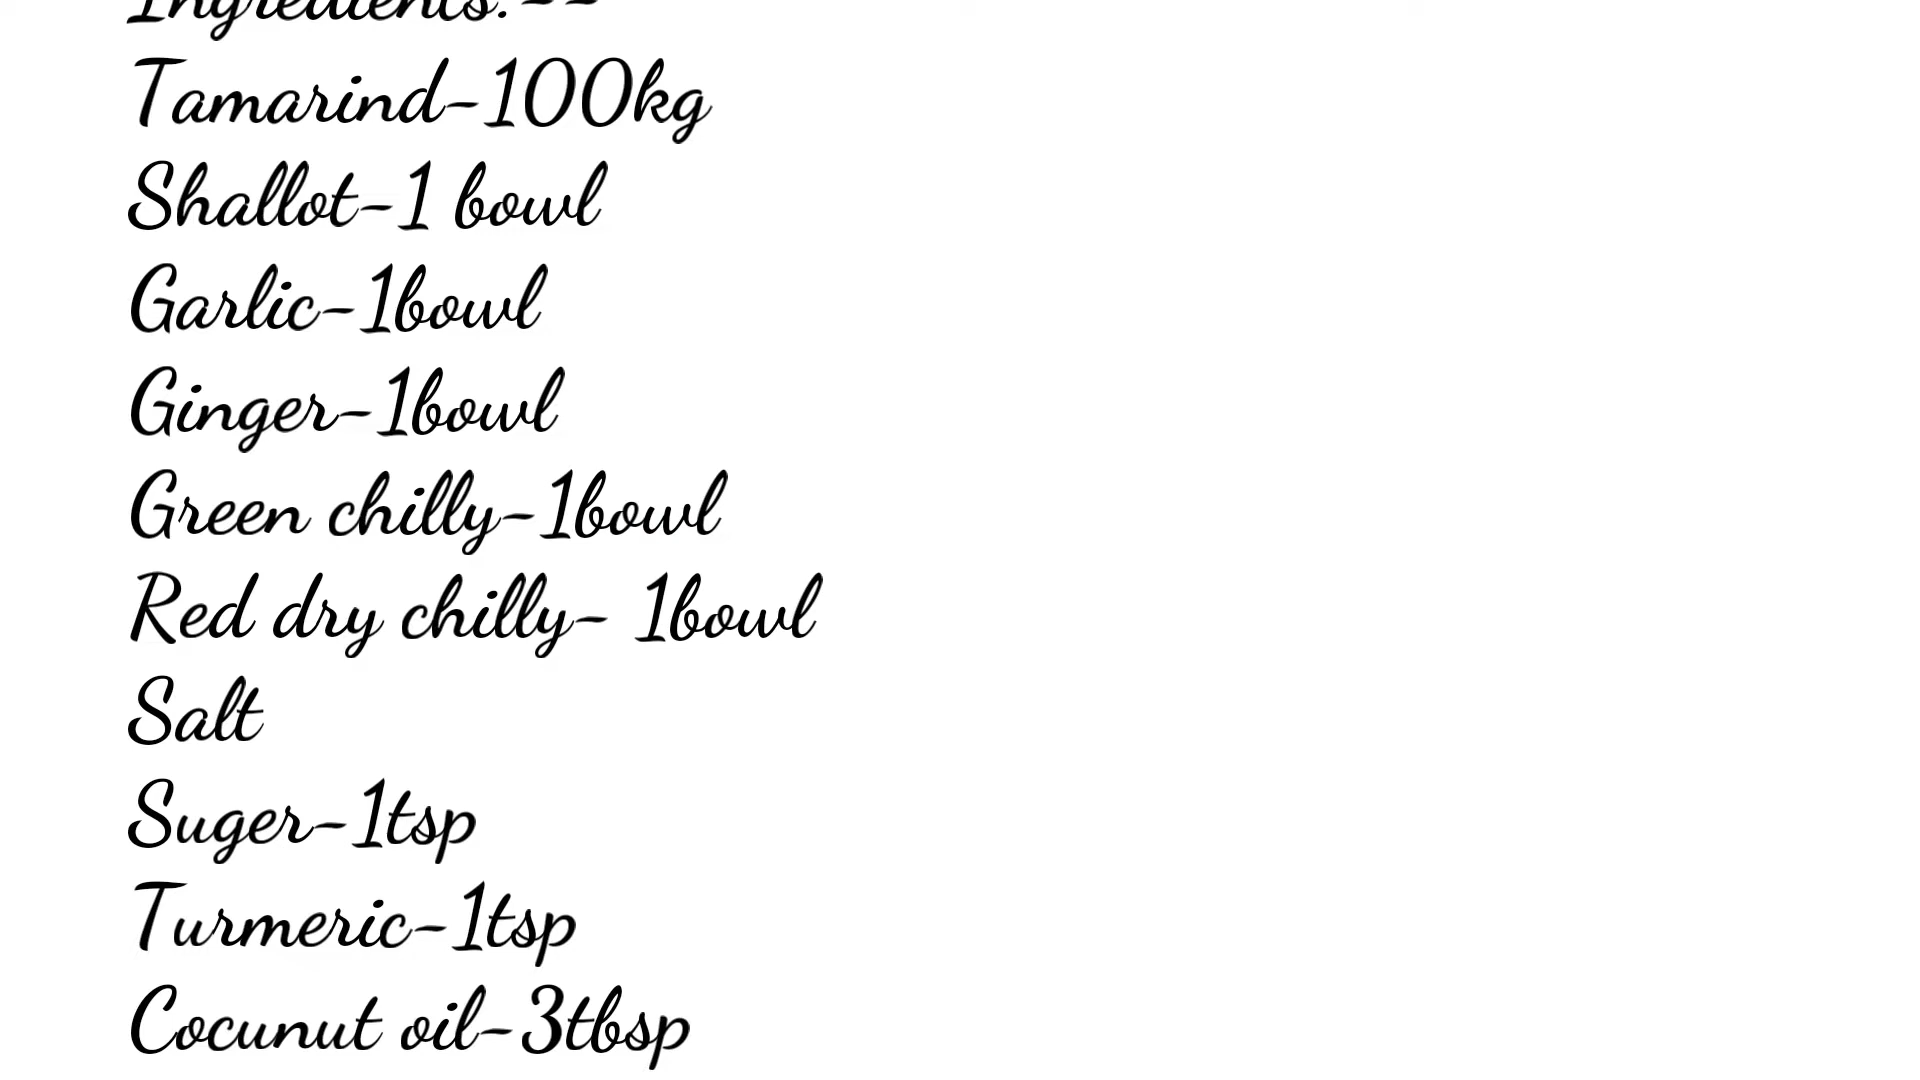 Ingredients:--
Tamarind-100kg
Shallot-1 bowl
Garlic-1bowl
Ginger-1bowl
Green chilly-1bowl
Red dry chilly- 1bowl
Salt
Suger-1tsp
Turmeric-1tsp
Cocunut oil-3tbsp